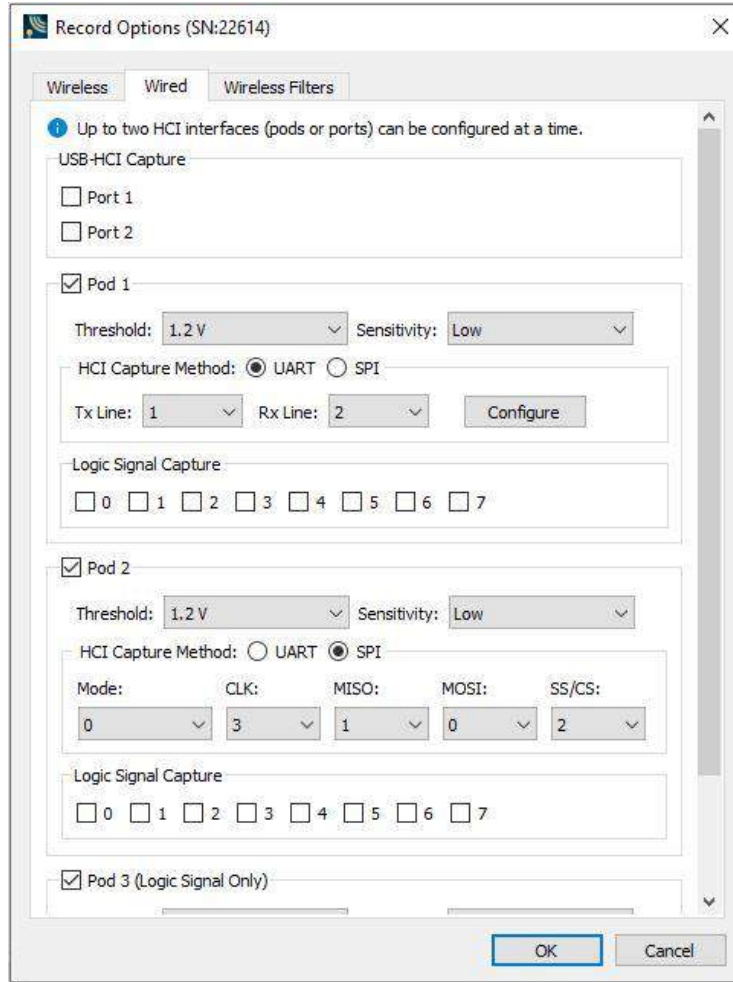 Record Options (SN:22614)
Wireless Wired Wireless Filters
Up to two HCI interfaces (pods or ports) can be configured at a time.
USB-HCI Capture
Port 1
Port 2
Pod 1
Threshold: 1.2 V Sensitivity: Low
HCI Capture Method: UART SPI
Tx Line: 1 Rx Line: 2 Configure
Logic Signal Capture
0 1 2 3 4 5 6 7
Pod 2
Threshold: 1.2 V Sensitivity: Low
HCI Capture Method: UART SPI
Mode: CLK: MISO: MOSI: SS/CS:
0 3 1 0 2
Logic Signal Capture
0 1 2 3 4 5 6 7
Pod 3 (Logic Signal Only)
OK Cancel